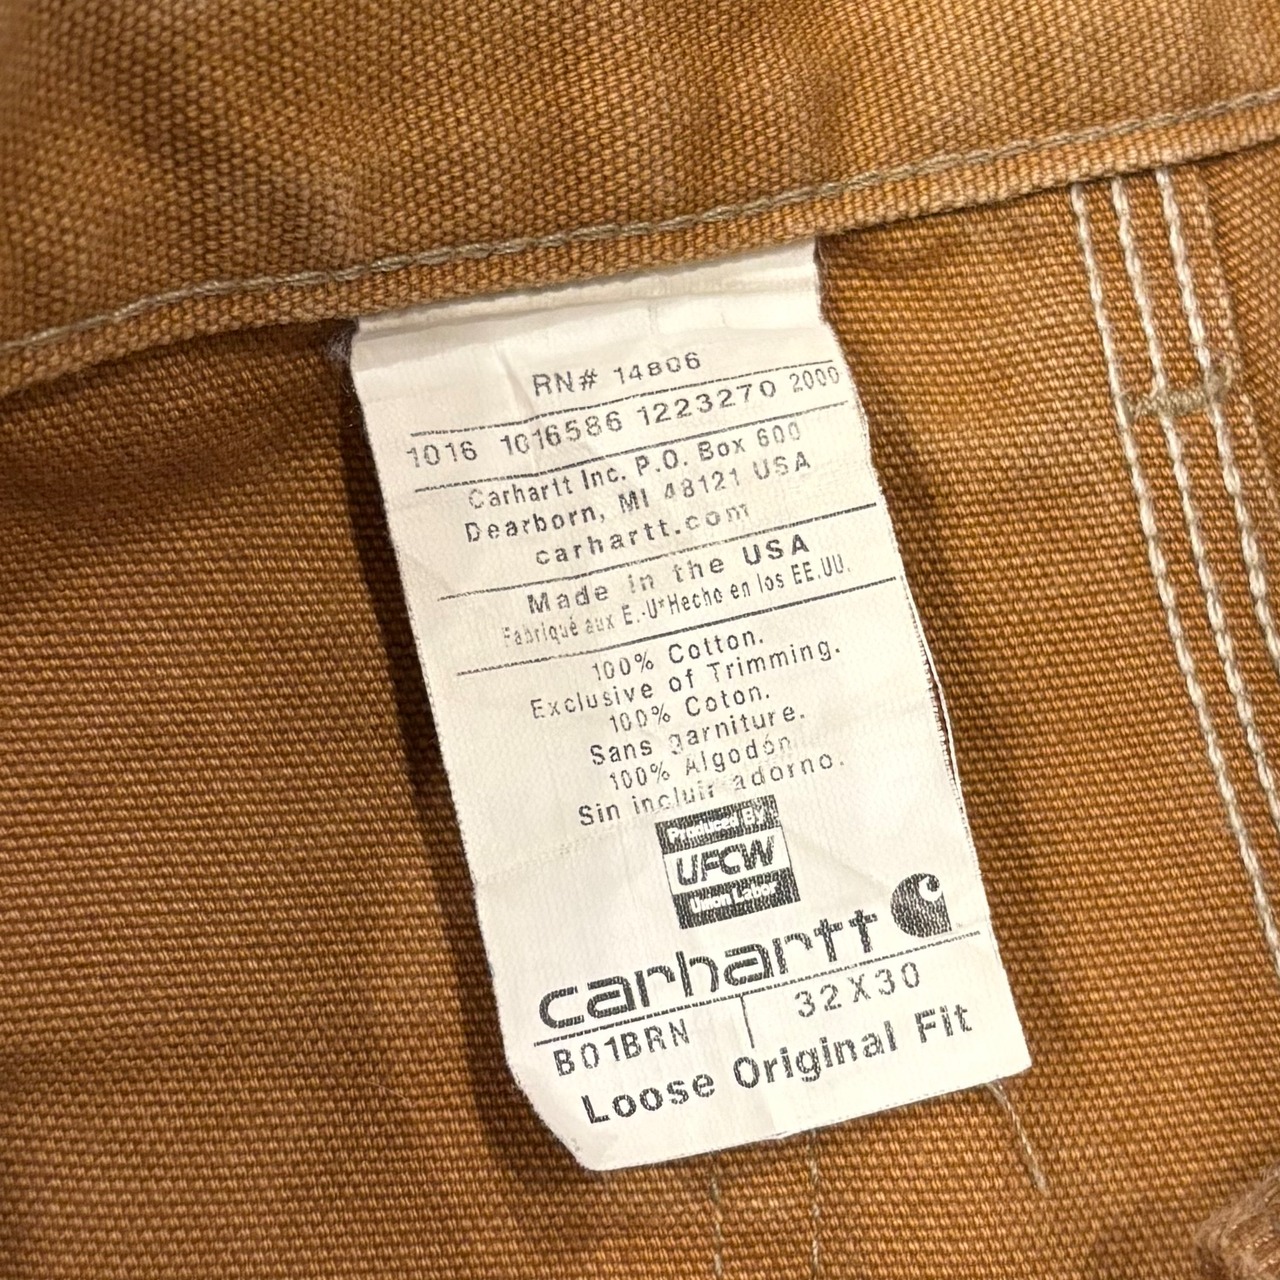 RN# 14806
1016 1016586 1223270 2000
Carhartt Inc. P.O. Box 600
Dearborn, MI 48121 USA
carhartt.com
Made in the USA
Fabriqué aux E.-U*Hecho en los EE.UU.
100% Cotton.
Exclusive of Trimming.
100% Coton.
Sans garniture.
100% Algodón
Sin incluir adorno.
Produced By
UFCW
Union Labor
carhartt
B01BRN 32X30
Loose Original Fit